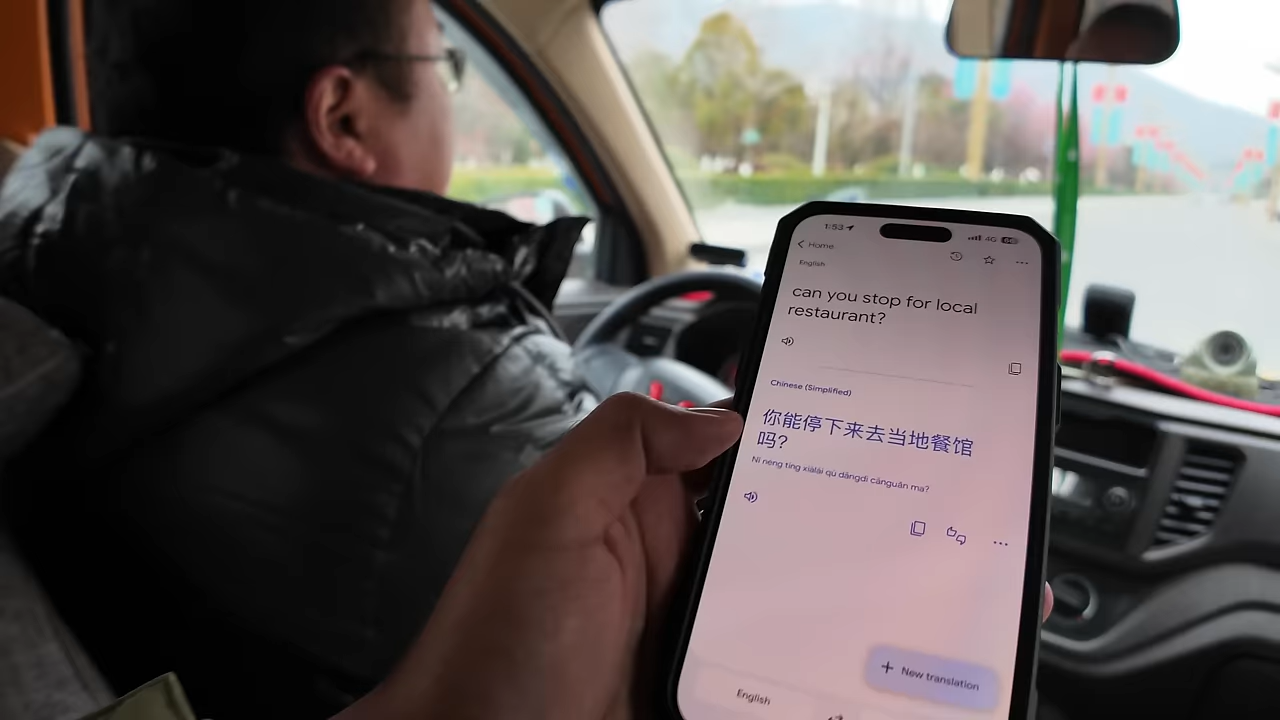 1:53
4G
Home
English
can you stop for local
restaurant?
Chinese (Simplified)
你能停下来去当地餐馆
吗?
Nǐ néng tíng xiàlái qù dāngdì cānguǎn ma?
New translation
English